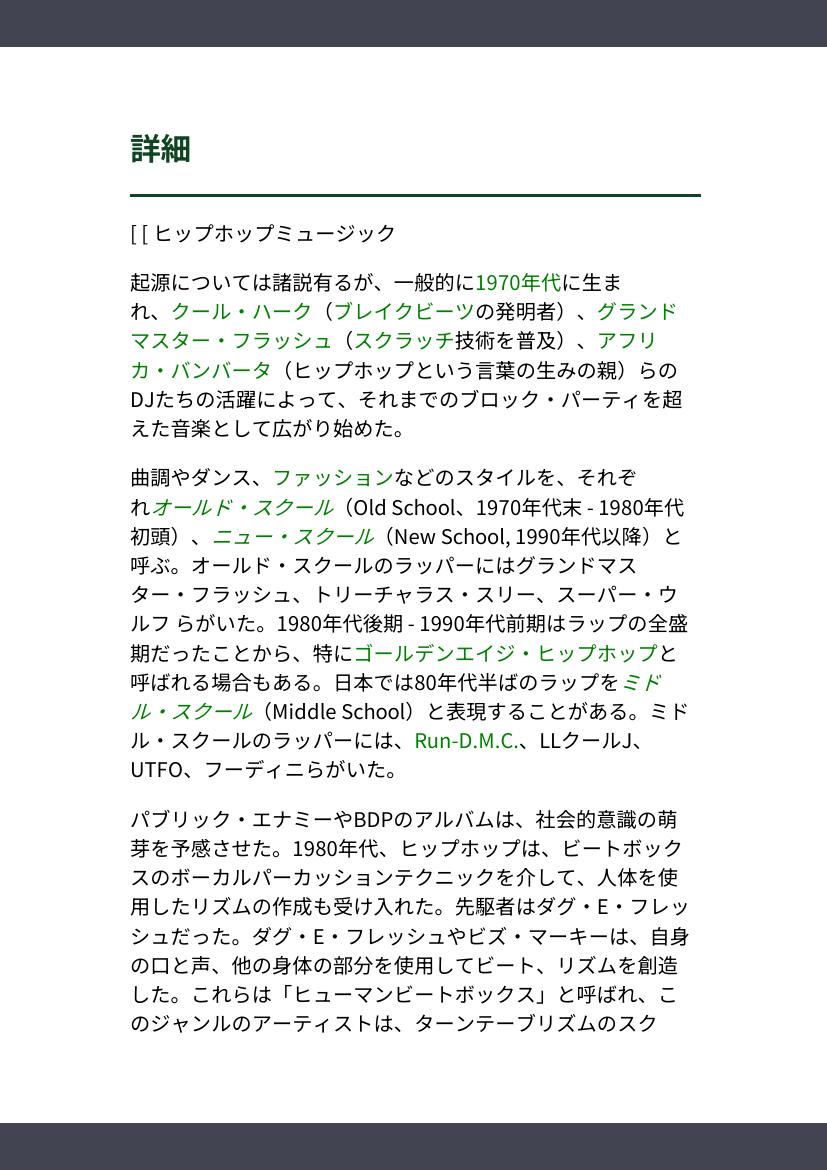 詳細
[ [ ヒップホップミュージック
起源については諸説有るが、一般的に1970年代に生ま
れ、クール・ハーク（ブレイクビーツの発明者）、グランド
マスター・フラッシュ（スクラッチ技術を普及）、アフリ
カ・バンバータ（ヒップホップという言葉の生みの親）らの
DJたちの活躍によって、それまでのブロック・パーティを超
えた音楽として広がり始めた。
曲調やダンス、ファッションなどのスタイルを、それぞ
れオールド・スクール（Old School、1970年代末 - 1980年代
初頭）、ニュー・スクール（New School, 1990年代以降）と
呼ぶ。オールド・スクールのラッパーにはグランドマス
ター・フラッシュ、トリーチャラス・スリー、スーパー・ウ
ルフ らがいた。1980年代後期 - 1990年代前期はラップの全盛
期だったことから、特にゴールデンエイジ・ヒップホップと
呼ばれる場合もある。日本では80年代半ばのラップをミド
ル・スクール（Middle School）と表現することがある。ミド
ル・スクールのラッパーには、Run-D.M.C.、LLクールJ、
UTFO、フーディニらがいた。
パブリック・エナミーやBDPのアルバムは、社会的意識の萌
芽を予感させた。1980年代、ヒップホップは、ビートボック
スのボーカルパーカッションテクニックを介して、人体を使
用したリズムの作成も受け入れた。先駆者はダグ・E・フレッ
シュだった。ダグ・E・フレッシュやビズ・マーキーは、自身
の口と声、他の身体の部分を使用してビート、リズムを創造
した。これらは「ヒューマンビートボックス」と呼ばれ、こ
のジャンルのアーティストは、ターンテーブリズムのスク